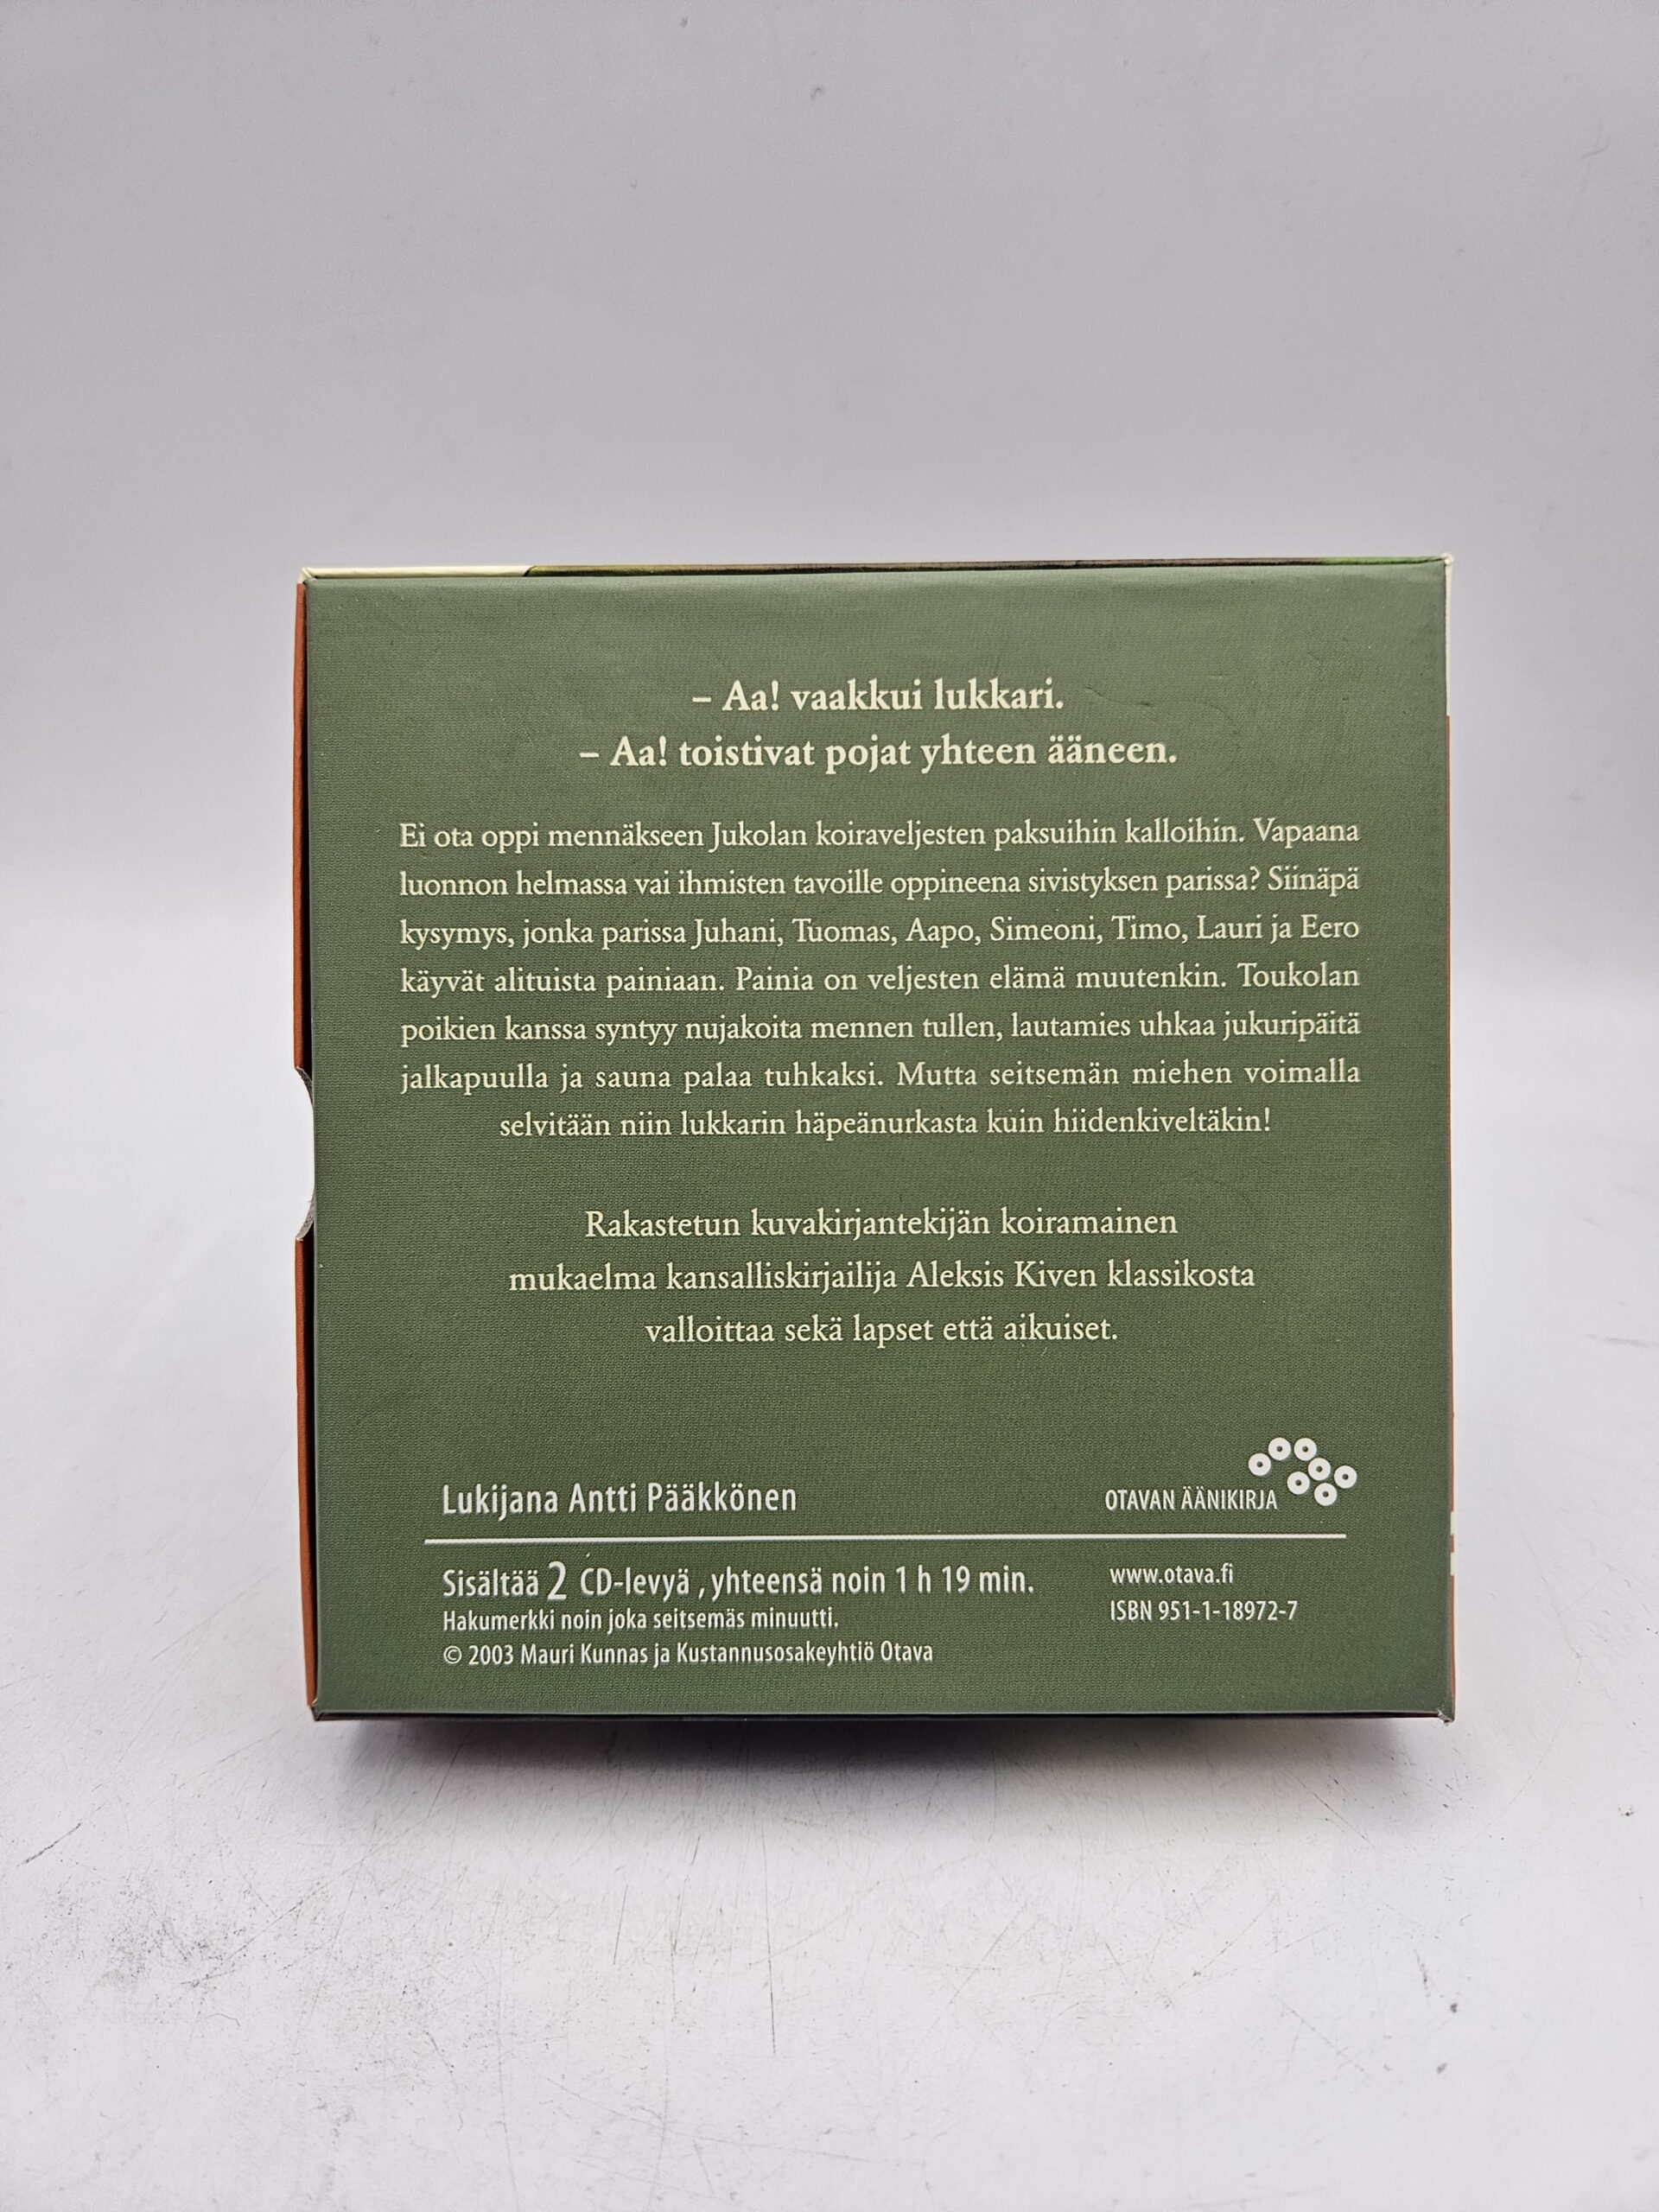 – Aa! vaakkui lukkari.
– Aa! toistivat pojat yhteen ääneen.
Ei ota oppi mennäkseen Jukolan koiraveljesten paksuihin kalloihin. Vapaana
luonnon helmassa vai ihmisten tavoille oppineena sivistyksen parissa? Siinäpä
kysymys, jonka parissa Juhani, Tuomas, Aapo, Simeoni, Timo, Lauri ja Eero
käyvät alituista painiaan. Painia on veljesten elämä muutenkin. Toukolan
poikien kanssa syntyy nujakoita mennen tullen, lautamies uhkaa jukuripäitä
jalkapuulla ja sauna palaa tuhkaksi. Mutta seitsemän miehen voimalla
selvitään niin lukkarin häpeänurkasta kuin hiidenkiveltäkin!
Rakastetun kuvakirjantekijän koiramainen
mukaelma kansalliskirjailija Aleksis Kiven klassikosta
valloittaa sekä lapset että aikuiset.
Lukijana Antti Pääkkönen
OTAVAN ÄÄNIKIRJA
Sisältää 2 CD-levyä , yhteensä noin 1 h 19 min.
Hakumerkki noin joka seitsemäs minuutti.
© 2003 Mauri Kunnas ja Kustannusosakeyhtiö Otava
www.otava.fi
ISBN 951-1-18972-7